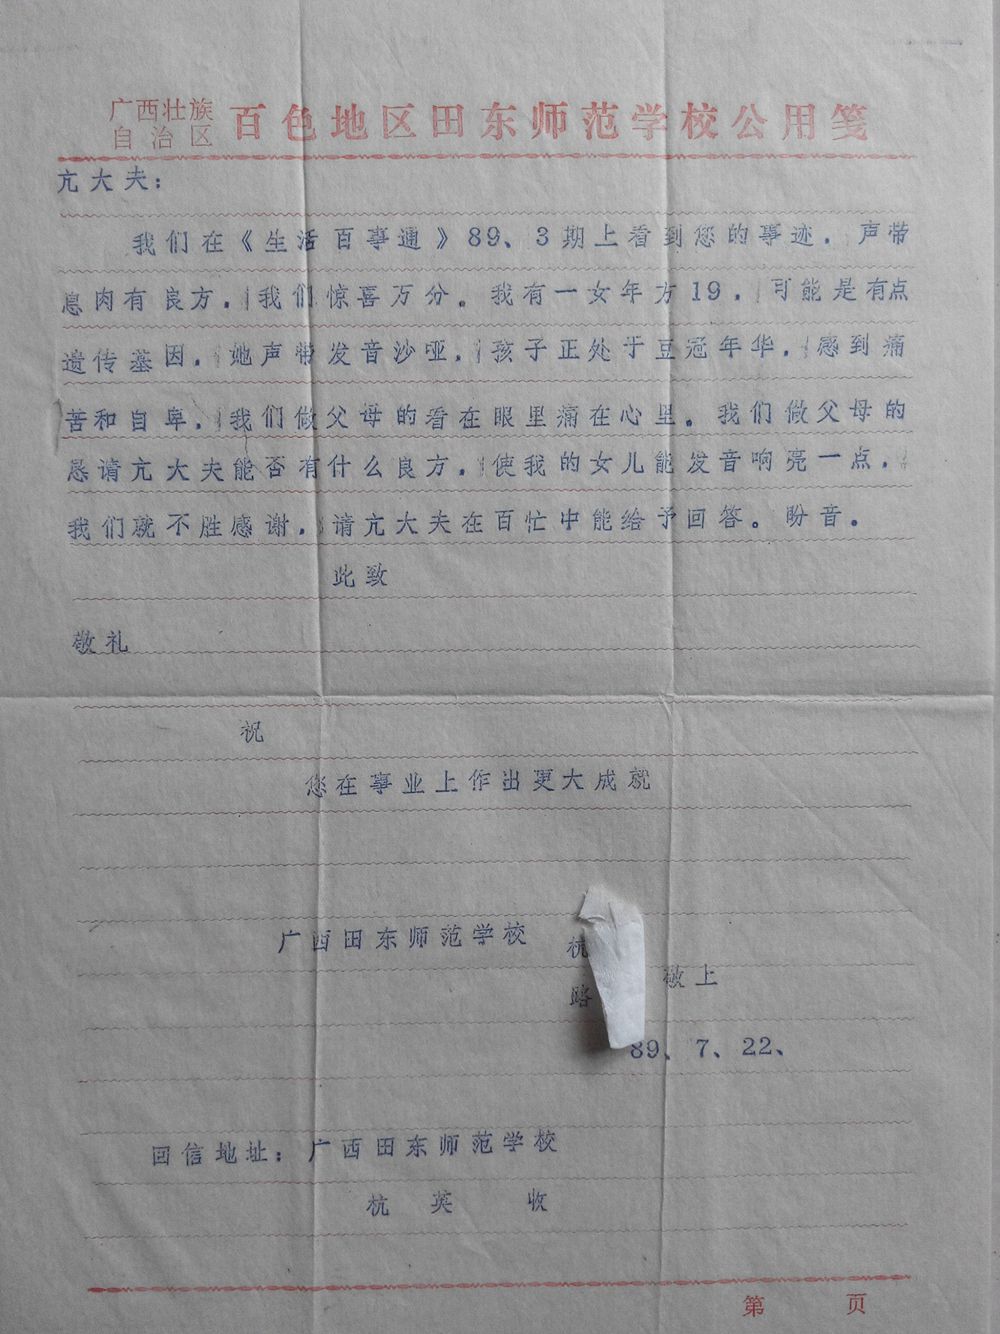 广西壮族
自治区
百色地区田东师范学校公用笺
亢大夫：
我们在《生活百事通》89、3期上看到您的事迹，声带
息肉有良方，我们惊喜万分。我有一女年方19，可能是有点
遗传基因，她声带发音沙哑，孩子正处于豆冠年华，感到痛
苦和自卑，我们做父母的看在眼里痛在心里。我们做父母的
恳请亢大夫能否有什么良方，使我的女儿能发音响亮一点，
我们就不胜感谢，请亢大夫在百忙中能给予回答。盼音。
此致
敬礼
祝
您在事业上作出更大成就
广西田东师范学校
杭
路
敬上
89、7、22、
回信地址：广西田东师范学校
杭英 收
第 页